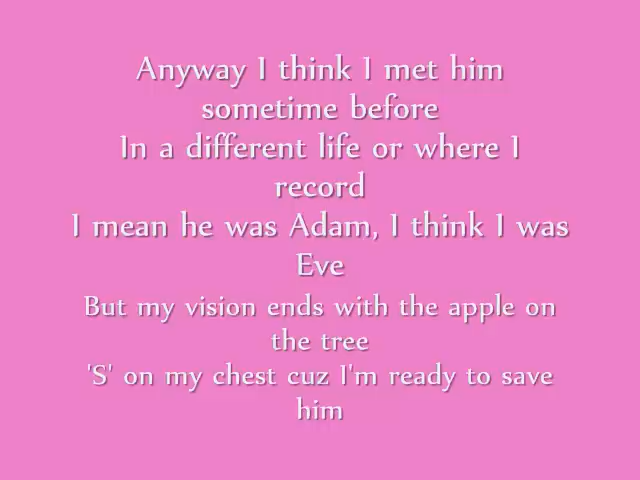 Anyway I think I met him
sometime before
In a different life or where I
record
I mean he was Adam, I think I was
Eve
But my vision ends with the apple on
the tree
'S' on my chest cuz I'm ready to save
him